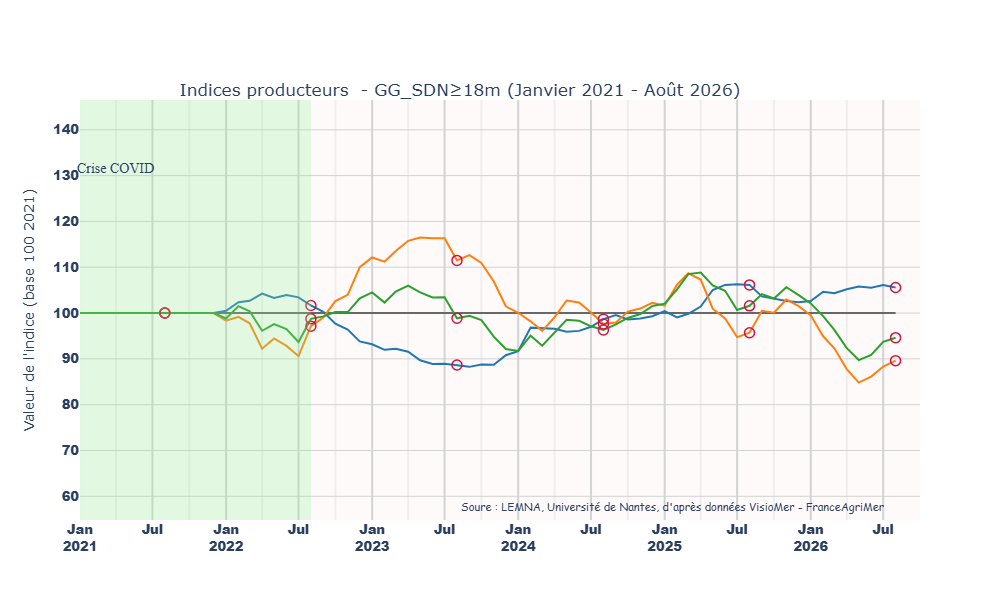 Indices producteurs - GG_SDN≥18m (Janvier 2021 - Août 2026)
Valeur de l'indice (base 100 2021)
140
Crise COVID
130
120
110
100
90
80
70
60
Soure : LEMNA, Université de Nantes, d'après données VisioMer - FranceAgriMer
Jan Jul Jan Jul Jan Jul Jan Jul Jan Jul Jan Jul
2021 2022 2023 2024 2025 2026